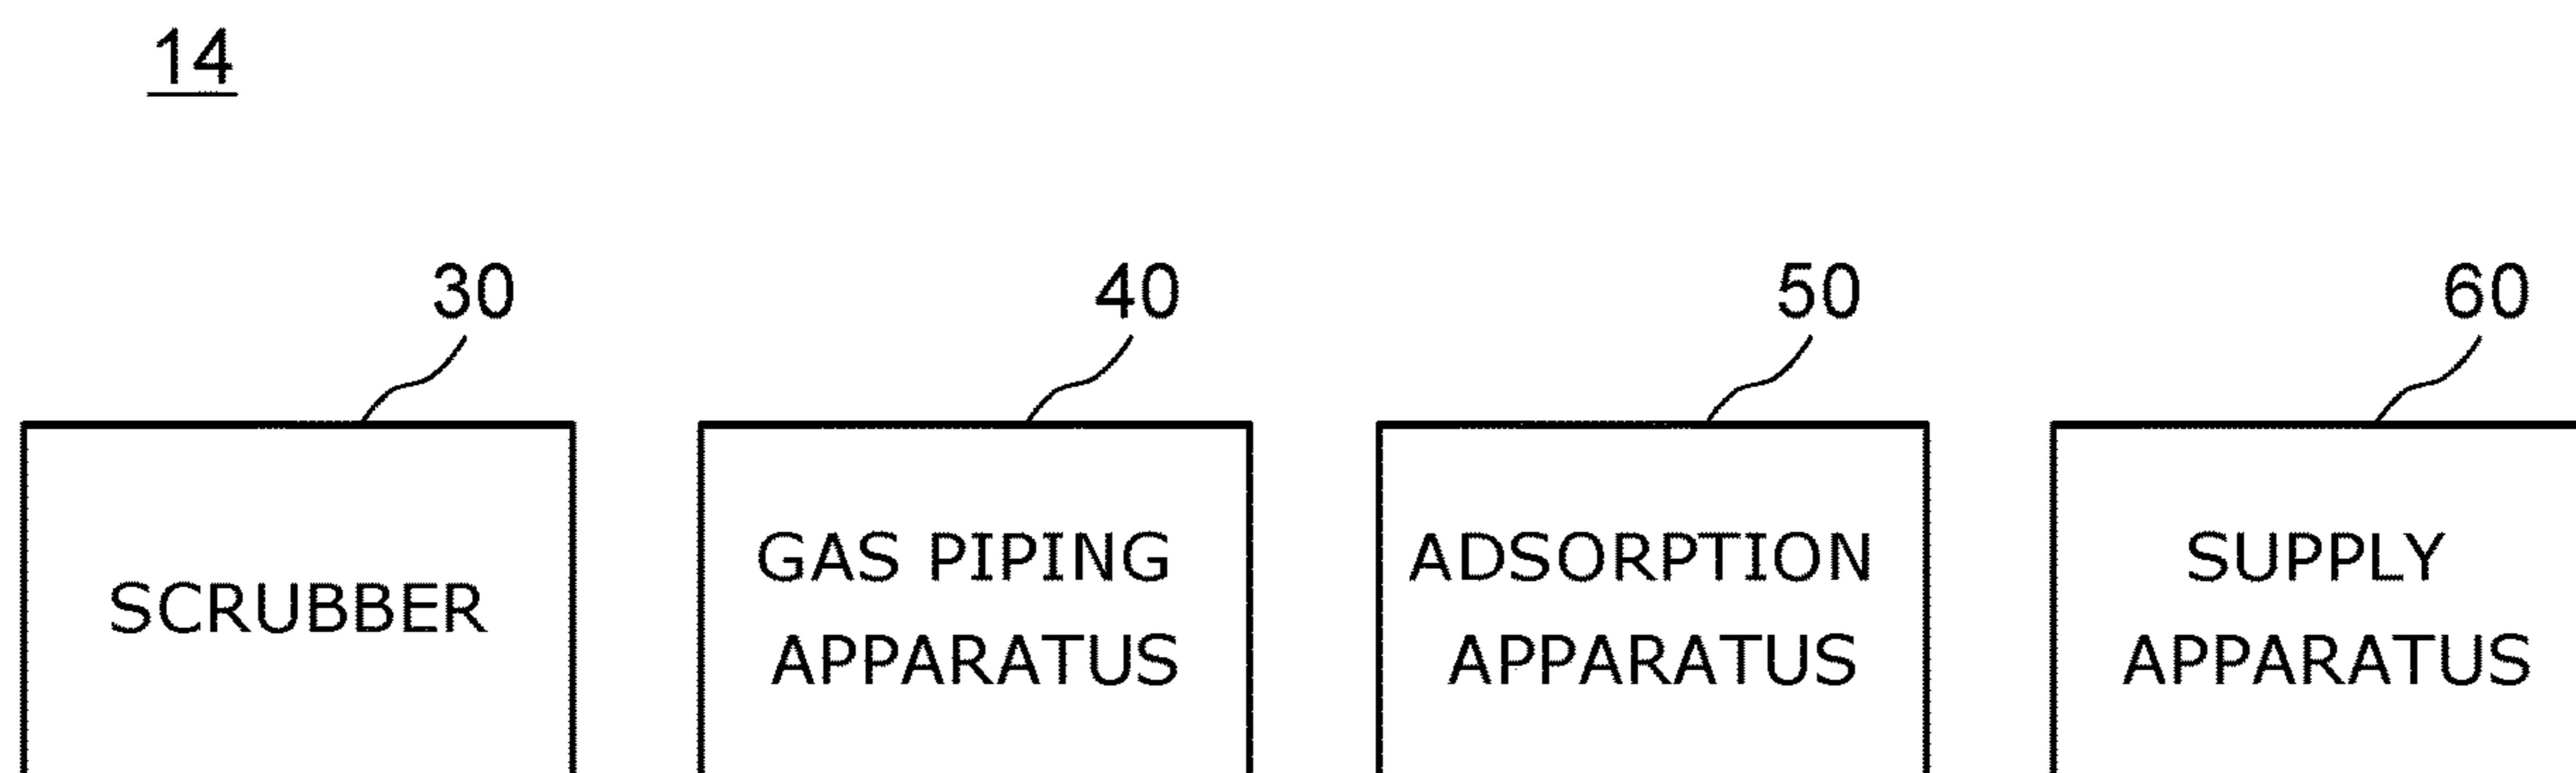 14
30
40
50
60
SCRUBBER
GAS PIPING
APPARATUS
ADSORPTION
APPARATUS
SUPPLY
APPARATUS